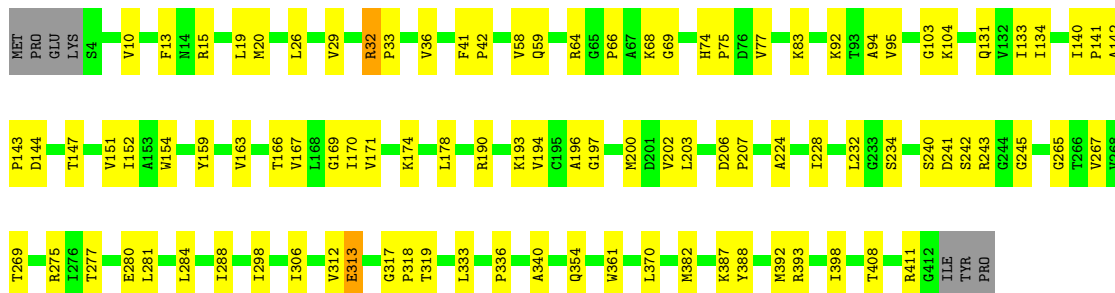 MET PRO GLU LYS S4 V10 F13 N14 R15 L19 M20 L26 V29 R32 P33 V36 F41 P42 V58 Q59 R64 G65 P66 A67 K68 G69 H74 P75 D76 V77 K83 K92 T93 A94 V95 G103 K104 Q131 V132 I133 I134 I140 P141 A142
P143 D144 T147 V151 I152 A153 W154 Y159 V163 T166 V167 L168 G169 I170 V171 K174 L178 R190 K193 V194 C195 A196 G197 M200 D201 V202 L203 D206 P207 A224 I228 L232 G233 S234 S240 D241 S242 R243 G244 G245 G265 T266 V267 V268
T269 R275 I276 T277 E280 L281 L284 I288 I298 I306 V312 E313 G317 P318 T319 L333 P336 A340 Q354 W361 L370 M382 K387 Y388 M392 R393 I398 T408 R411 G412 ILE TYR PRO